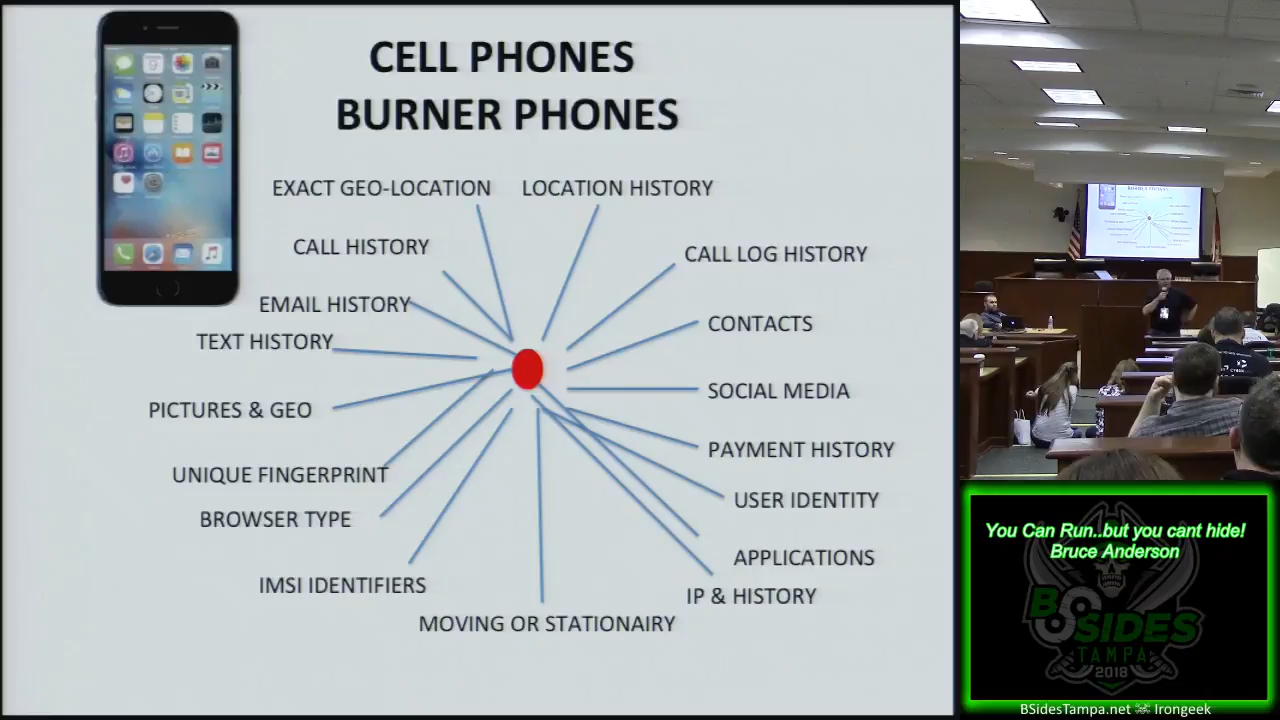 CELL PHONES
BURNER PHONES
EXACT GEO-LOCATION
LOCATION HISTORY
CALL HISTORY
CALL LOG HISTORY
EMAIL HISTORY
CONTACTS
TEXT HISTORY
SOCIAL MEDIA
PICTURES & GEO
PAYMENT HISTORY
UNIQUE FINGERPRINT
USER IDENTITY
BROWSER TYPE
APPLICATIONS
IMSI IDENTIFIERS
IP & HISTORY
MOVING OR STATIONAIRY
You Can Run..but you cant hide!
Bruce Anderson
BSIDES
TAMPA
2018
BSidesTampa.net Irongeek